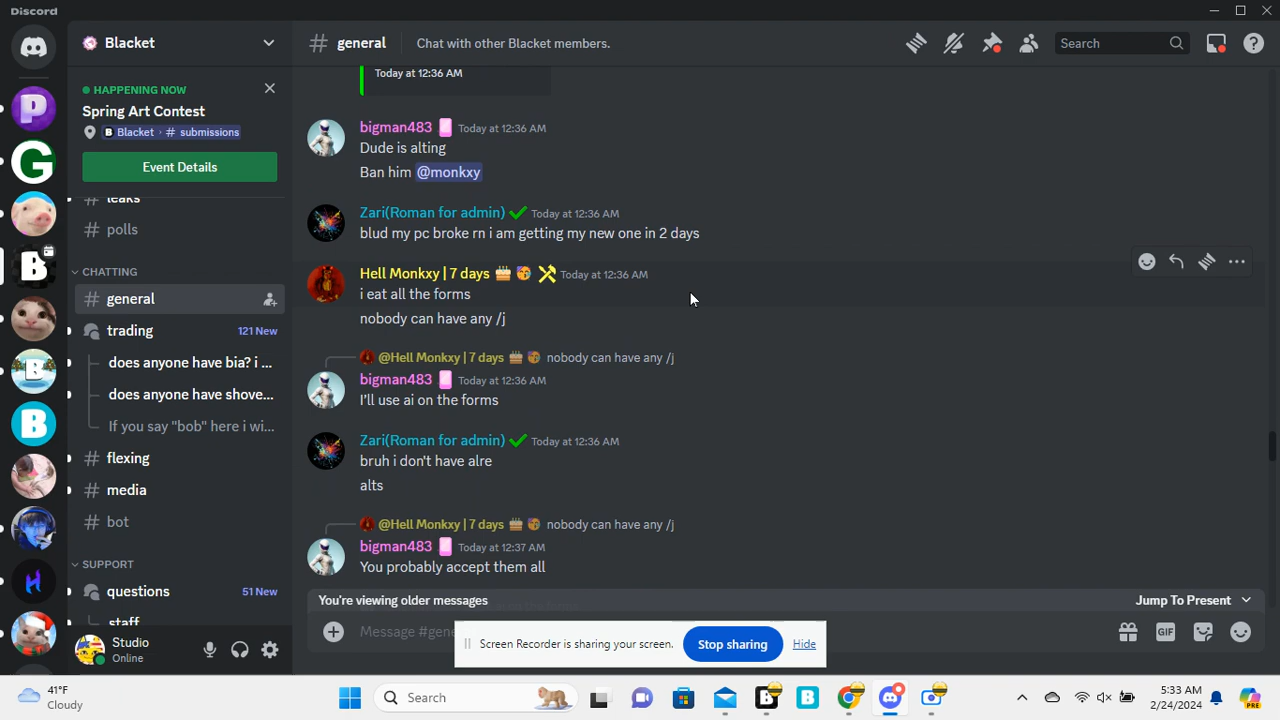 Discord
Blacket
# general
Chat with other Blacket members.
Search
HAPPENING NOW
Spring Art Contest
B Blacket › # submissions
Event Details
leaks
# polls
CHATTING
# general
trading 121 New
does anyone have bia? i ...
does anyone have shove...
If you say "bob" here i wi...
# flexing
# media
# bot
SUPPORT
questions 51 New
staff
Studio
Online
Today at 12:36 AM
bigman483 Today at 12:36 AM
Dude is alting
Ban him @monkxy
Zari(Roman for admin) Today at 12:36 AM
blud my pc broke rn i am getting my new one in 2 days
Hell Monkxy | 7 days Today at 12:36 AM
i eat all the forms
nobody can have any /j
@Hell Monkxy | 7 days nobody can have any /j
bigman483 Today at 12:36 AM
I'll use ai on the forms
Zari(Roman for admin) Today at 12:36 AM
bruh i don't have alre
alts
@Hell Monkxy | 7 days nobody can have any /j
bigman483 Today at 12:37 AM
You probably accept them all
You're viewing older messages
Jump To Present
Message #gene
GIF
Screen Recorder is sharing your screen.
Stop sharing
Hide
41°F
Cloudy
Search
5:33 AM
2/24/2024
PRE